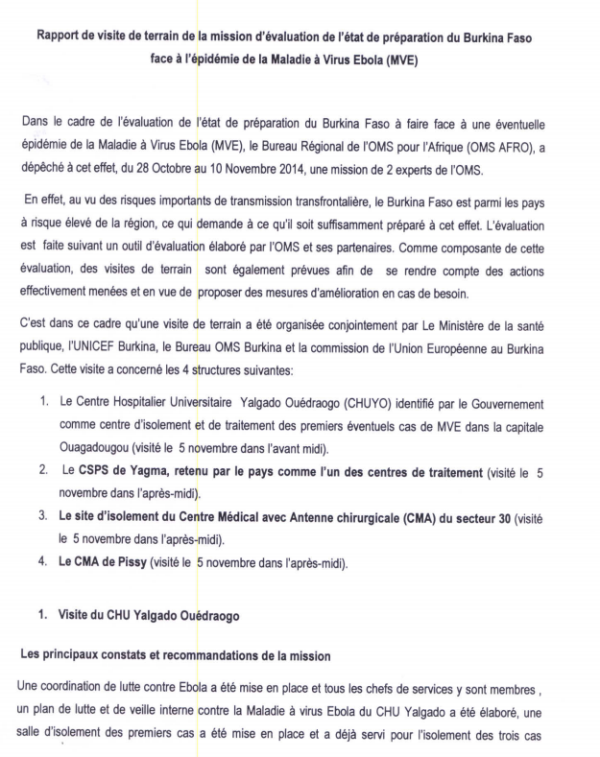 Rapport de visite de terrain de la mission d'évaluation de l'état de préparation du Burkina Faso
face à l'épidémie de la Maladie à Virus Ebola (MVE)
Dans le cadre de l'évaluation de l'état de préparation du Burkina Faso à faire face à une éventuelle
épidémie de la Maladie à Virus Ebola (MVE), le Bureau Régional de l'OMS pour l'Afrique (OMS AFRO), a
dépêché à cet effet, du 28 Octobre au 10 Novembre 2014, une mission de 2 experts de l'OMS.
En effet, au vu des risques importants de transmission transfrontalière, le Burkina Faso est parmi les pays
à risque élevé de la région, ce qui demande à ce qu'il soit suffisamment préparé à cet effet. L'évaluation
est faite suivant un outil d'évaluation élaboré par l'OMS et ses partenaires. Comme composante de cette
évaluation, des visites de terrain sont également prévues afin de se rendre compte des actions
effectivement menées et en vue de proposer des mesures d'amélioration en cas de besoin.
C'est dans ce cadre qu'une visite de terrain a été organisée conjointement par Le Ministère de la santé
publique, l'UNICEF Burkina, le Bureau OMS Burkina et la commission de l'Union Européenne au Burkina
Faso. Cette visite a concerné les 4 structures suivantes:
1. Le Centre Hospitalier Universitaire Yalgado Ouédraogo (CHUYO) identifié par le Gouvernement
comme centre d'isolement et de traitement des premiers éventuels cas de MVE dans la capitale
Ouagadougou (visité le 5 novembre dans l'avant midi).
2. Le CSPS de Yagma, retenu par le pays comme l'un des centres de traitement (visité le 5
novembre dans l'après-midi).
3. Le site d'isolement du Centre Médical avec Antenne chirurgicale (CMA) du secteur 30 (visité
le 5 novembre dans l'après-midi).
4. Le CMA de Pissy (visité le 5 novembre dans l'après-midi).
1. Visite du CHU Yalgado Ouédraogo
Les principaux constats et recommandations de la mission
Une coordination de lutte contre Ebola a été mise en place et tous les chefs de services y sont membres ,
un plan de lutte et de veille interne contre la Maladie à virus Ebola du CHU Yalgado a été élaboré, une
salle d'isolement des premiers cas a été mise en place et a déjà servi pour l'isolement des trois cas